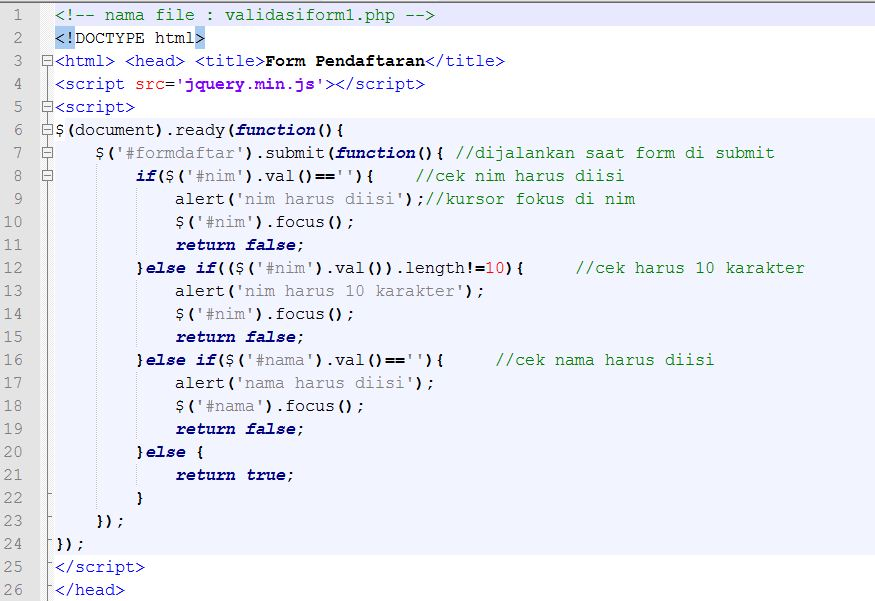 1 <!-- nama file : validasiform1.php -->
2 <!DOCTYPE html>
3 <html> <head> <title>Form Pendaftaran</title>
4 <script src='jquery.min.js'></script>
5 <script>
6 $(document).ready(function(){
7     $('#formdaftar').submit(function(){ //dijalankan saat form di submit
8         if($('#nim').val()==''){    //cek nim harus diisi
9             alert('nim harus diisi');//kursor fokus di nim
10             $('#nim').focus();
11             return false;
12         }else if(($('#nim').val()).length!=10){     //cek harus 10 karakter
13             alert('nim harus 10 karakter');
14             $('#nim').focus();
15             return false;
16         }else if($('#nama').val()==''){     //cek nama harus diisi
17             alert('nama harus diisi');
18             $('#nama').focus();
19             return false;
20         }else {
21             return true;
22         }
23     });
24 });
25 </script>
26 </head>